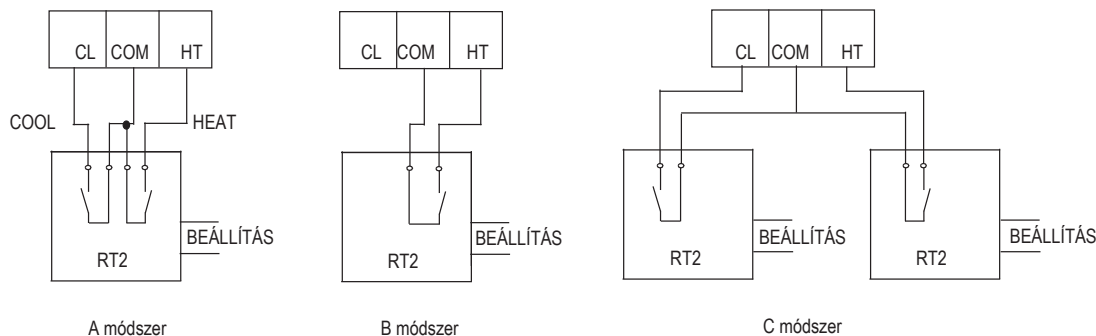 CL COM HT
COOL HEAT
BEÁLLÍTÁS
RT2
A módszer
CL COM HT
BEÁLLÍTÁS
RT2
B módszer
CL COM HT
BEÁLLÍTÁS BEÁLLÍTÁS
RT2 RT2
C módszer